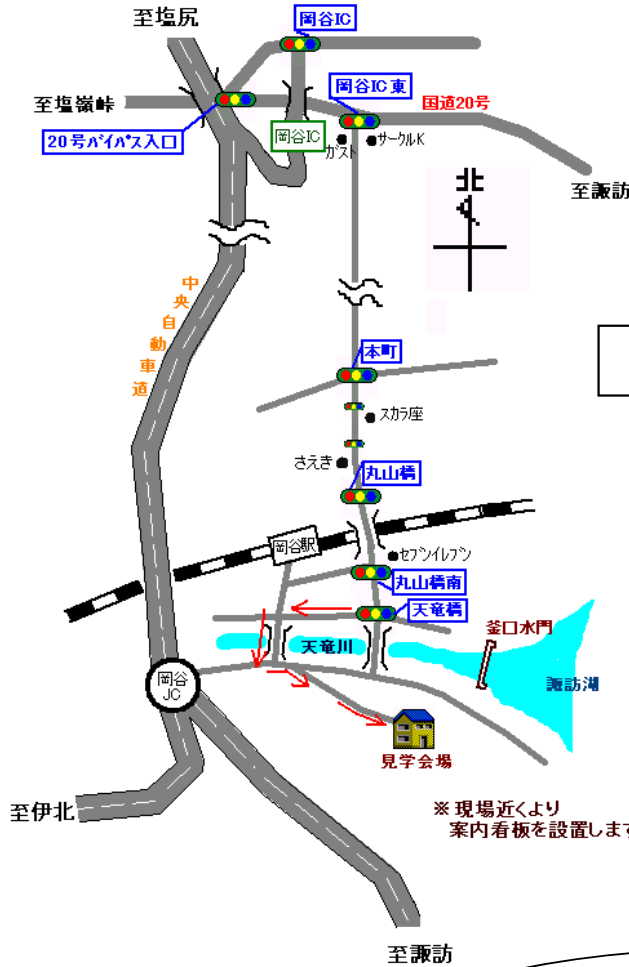 至塩尻
岡谷IC
至塩嶺峠
岡谷IC東
国道20号
20号バイパス入口
岡谷IC
ガスト
サークルK
至諏訪
北
中央自動車道
本町
スカラ座
さえき
丸山橋
岡谷駅
セブンイレブン
丸山橋南
天竜橋
釜口水門
天竜川
諏訪湖
岡谷
JC
見学会場
至伊北
※現場近くより
案内看板を設置します
至諏訪